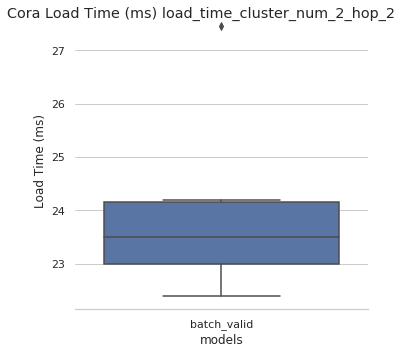 Cora Load Time (ms) load_time_cluster_num_2_hop_2
27
26
25
24
23
Load Time (ms)
batch_valid
models